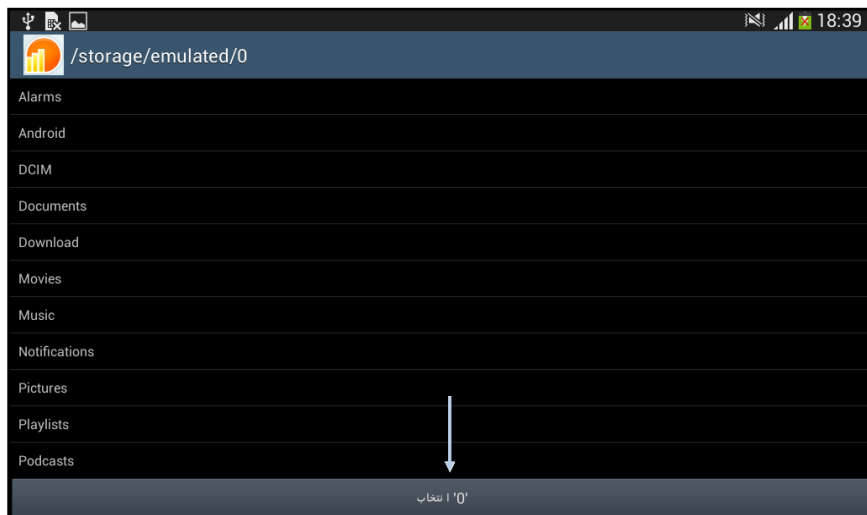 18:39
/storage/emulated/0
Alarms
Android
DCIM
Documents
Download
Movies
Music
Notifications
Pictures
Playlists
Podcasts
'0' انتخاب